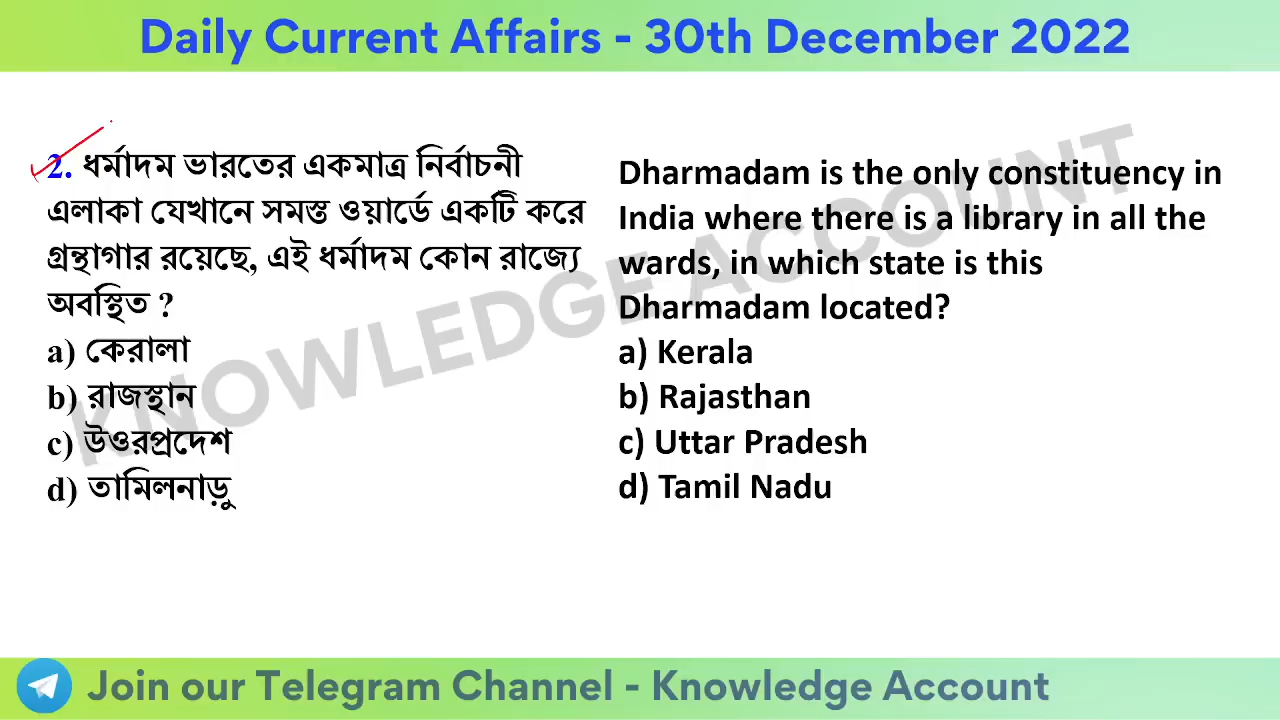 Daily Current Affairs - 30th December 2022
2. ধর্মাদম ভারতের একমাত্র নির্বাচনী
এলাকা যেখানে সমস্ত ওয়ার্ডে একটি করে
গ্রন্থাগার রয়েছে, এই ধর্মাদম কোন রাজ্যে
অবস্থিত ?
a) কেরালা
b) রাজস্থান
c) উওরপ্রদেশ
d) তামিলনাড়ু
Dharmadam is the only constituency in
India where there is a library in all the
wards, in which state is this
Dharmadam located?
a) Kerala
b) Rajasthan
c) Uttar Pradesh
d) Tamil Nadu
KNOWLEDGE ACCOUNT
Join our Telegram Channel - Knowledge Account